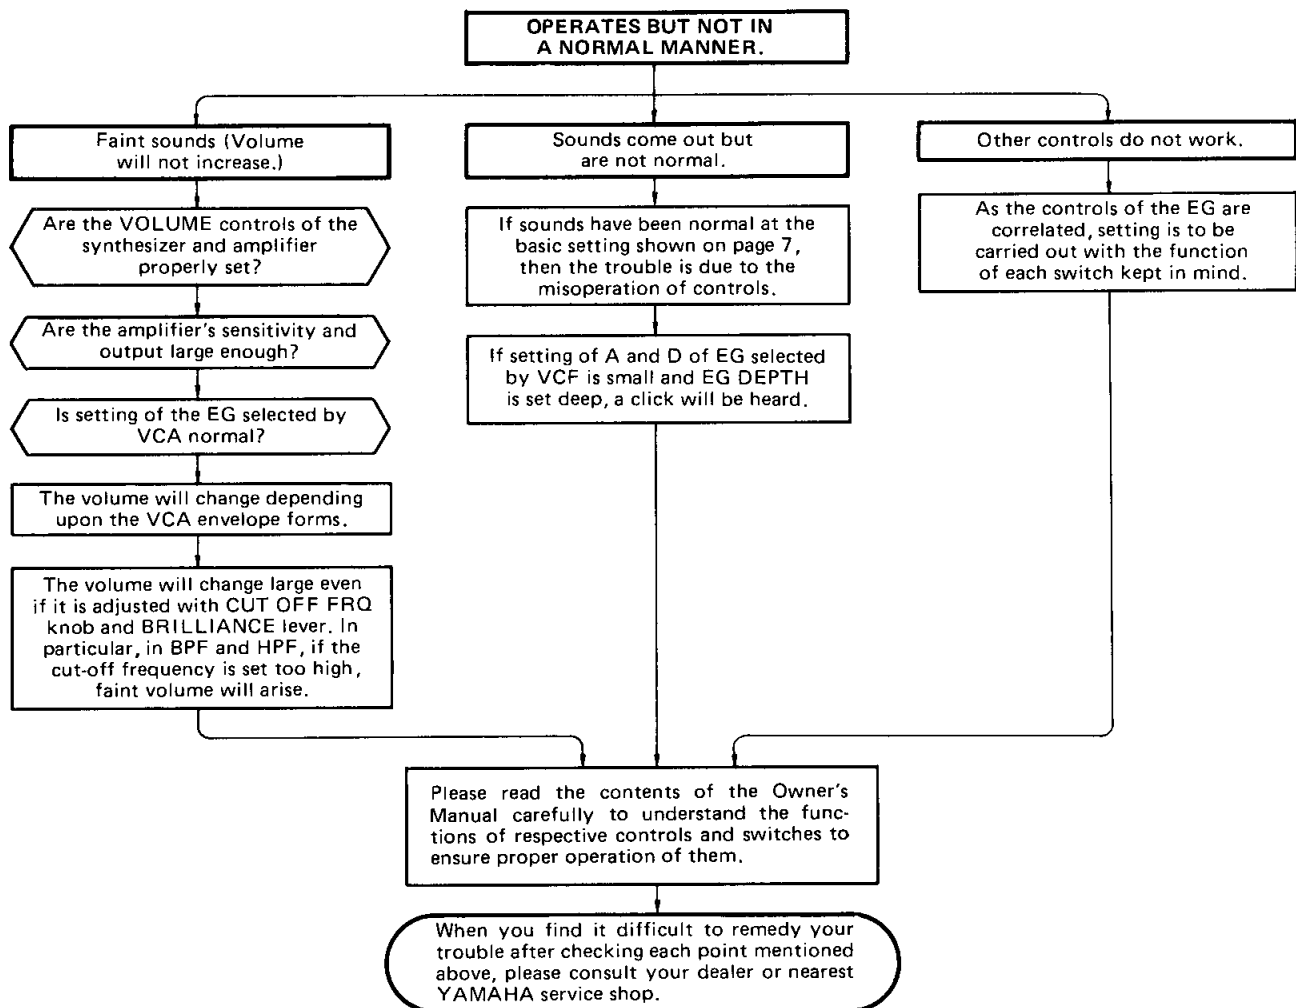 OPERATES BUT NOT IN
A NORMAL MANNER.
Faint sounds (Volume
will not increase.)
Are the VOLUME controls of the
synthesizer and amplifier
properly set?
Are the amplifier's sensitivity and
output large enough?
Is setting of the EG selected by
VCA normal?
The volume will change depending
upon the VCA envelope forms.
The volume will change large even
if it is adjusted with CUT OFF FRQ
knob and BRILLIANCE lever. In
particular, in BPF and HPF, if the
cut-off frequency is set too high,
faint volume will arise.
Sounds come out but
are not normal.
If sounds have been normal at the
basic setting shown on page 7,
then the trouble is due to the
misoperation of controls.
If setting of A and D of EG selected
by VCF is small and EG DEPTH
is set deep, a click will be heard.
Other controls do not work.
As the controls of the EG are
correlated, setting is to be
carried out with the function
of each switch kept in mind.
Please read the contents of the Owner's
Manual carefully to understand the func-
tions of respective controls and switches to
ensure proper operation of them.
When you find it difficult to remedy your
trouble after checking each point mentioned
above, please consult your dealer or nearest
YAMAHA service shop.